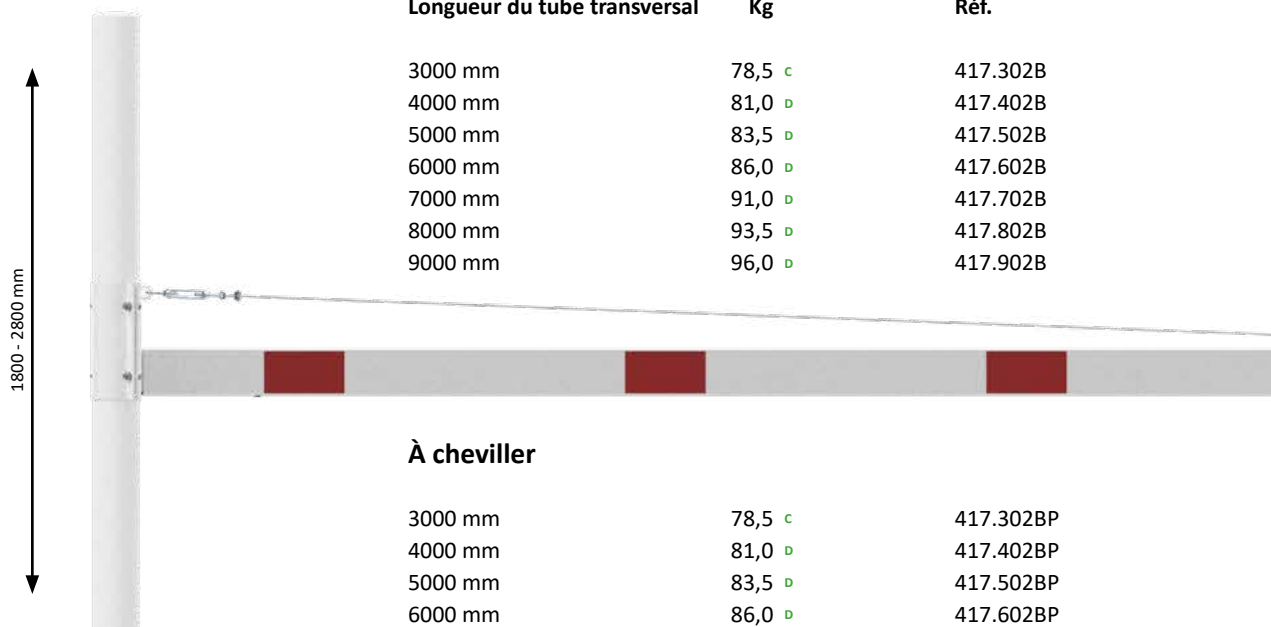 Longueur du tube transversal Kg Réf.
3000 mm 78,5 C 417.302B
4000 mm 81,0 D 417.402B
5000 mm 83,5 D 417.502B
6000 mm 86,0 D 417.602B
7000 mm 91,0 D 417.702B
8000 mm 93,5 D 417.802B
9000 mm 96,0 D 417.902B
1800 - 2800 mm
À cheviller
3000 mm 78,5 C 417.302BP
4000 mm 81,0 D 417.402BP
5000 mm 83,5 D 417.502BP
6000 mm 86,0 D 417.602BP